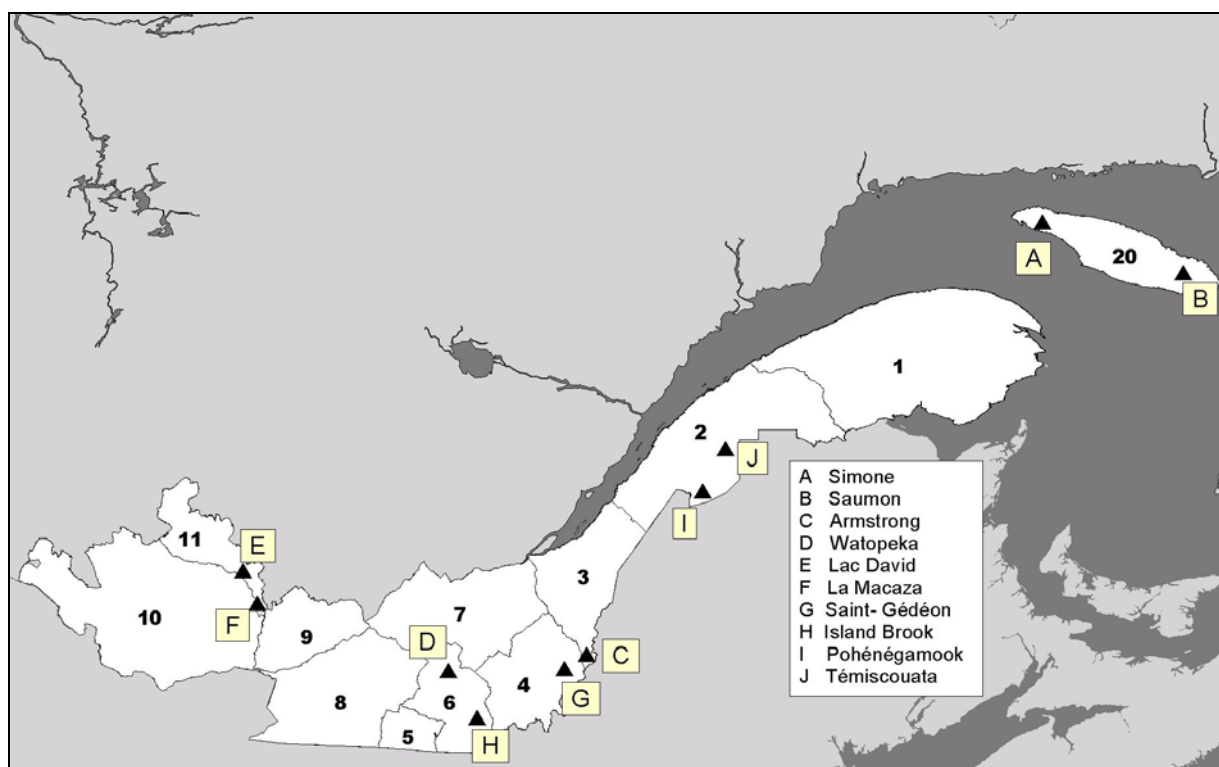 A
20
B
1
2
J
I
A Simone
B Saumon
C Armstrong
D Watopeka
E Lac David
F La Macaza
G Saint- Gédéon
H Island Brook
I Pohénégamook
J Témiscouata
11
E
3
10
F
9
7
D
C
4
G
8
6
5
H